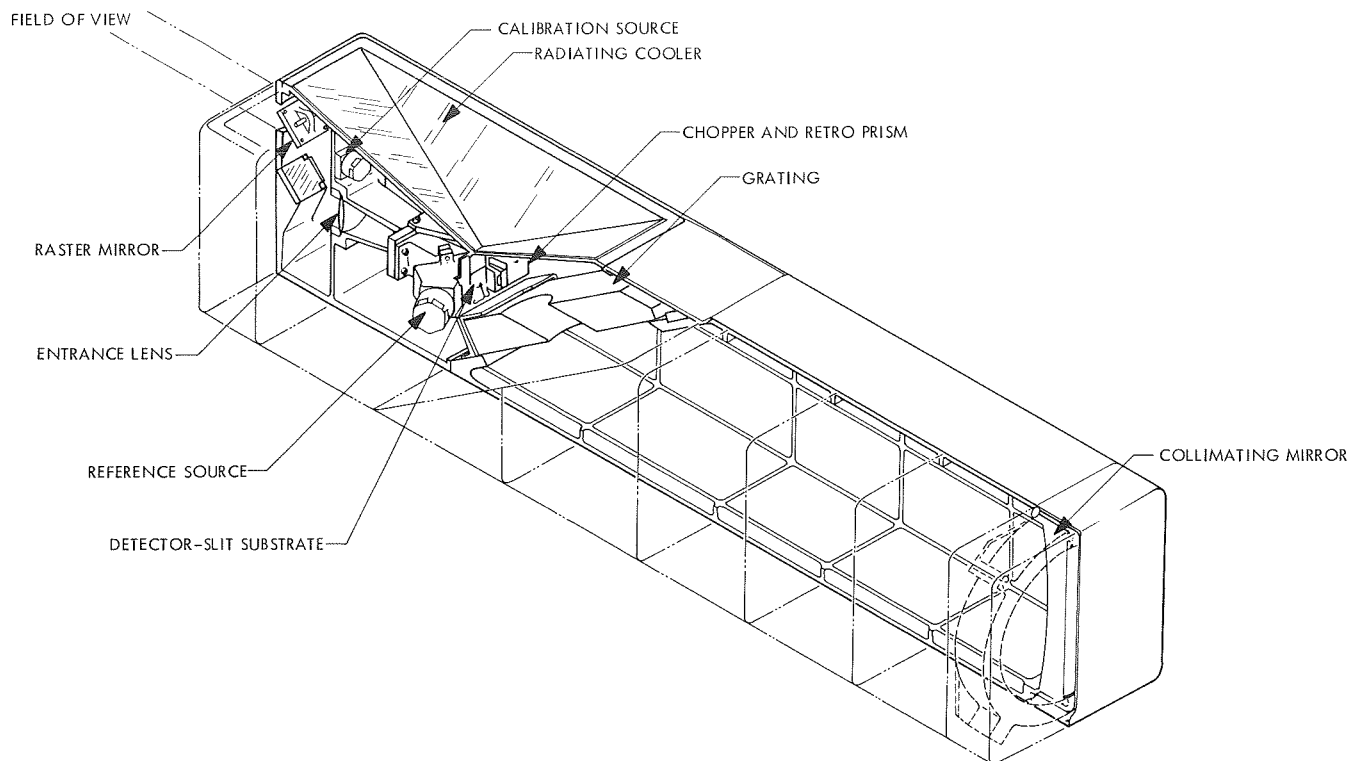 FIELD OF VIEW
CALIBRATION SOURCE
RADIATING COOLER
CHOPPER AND RETRO PRISM
GRATING
RASTER MIRROR
ENTRANCE LENS
REFERENCE SOURCE
COLLIMATING MIRROR
DETECTOR-SLIT SUBSTRATE